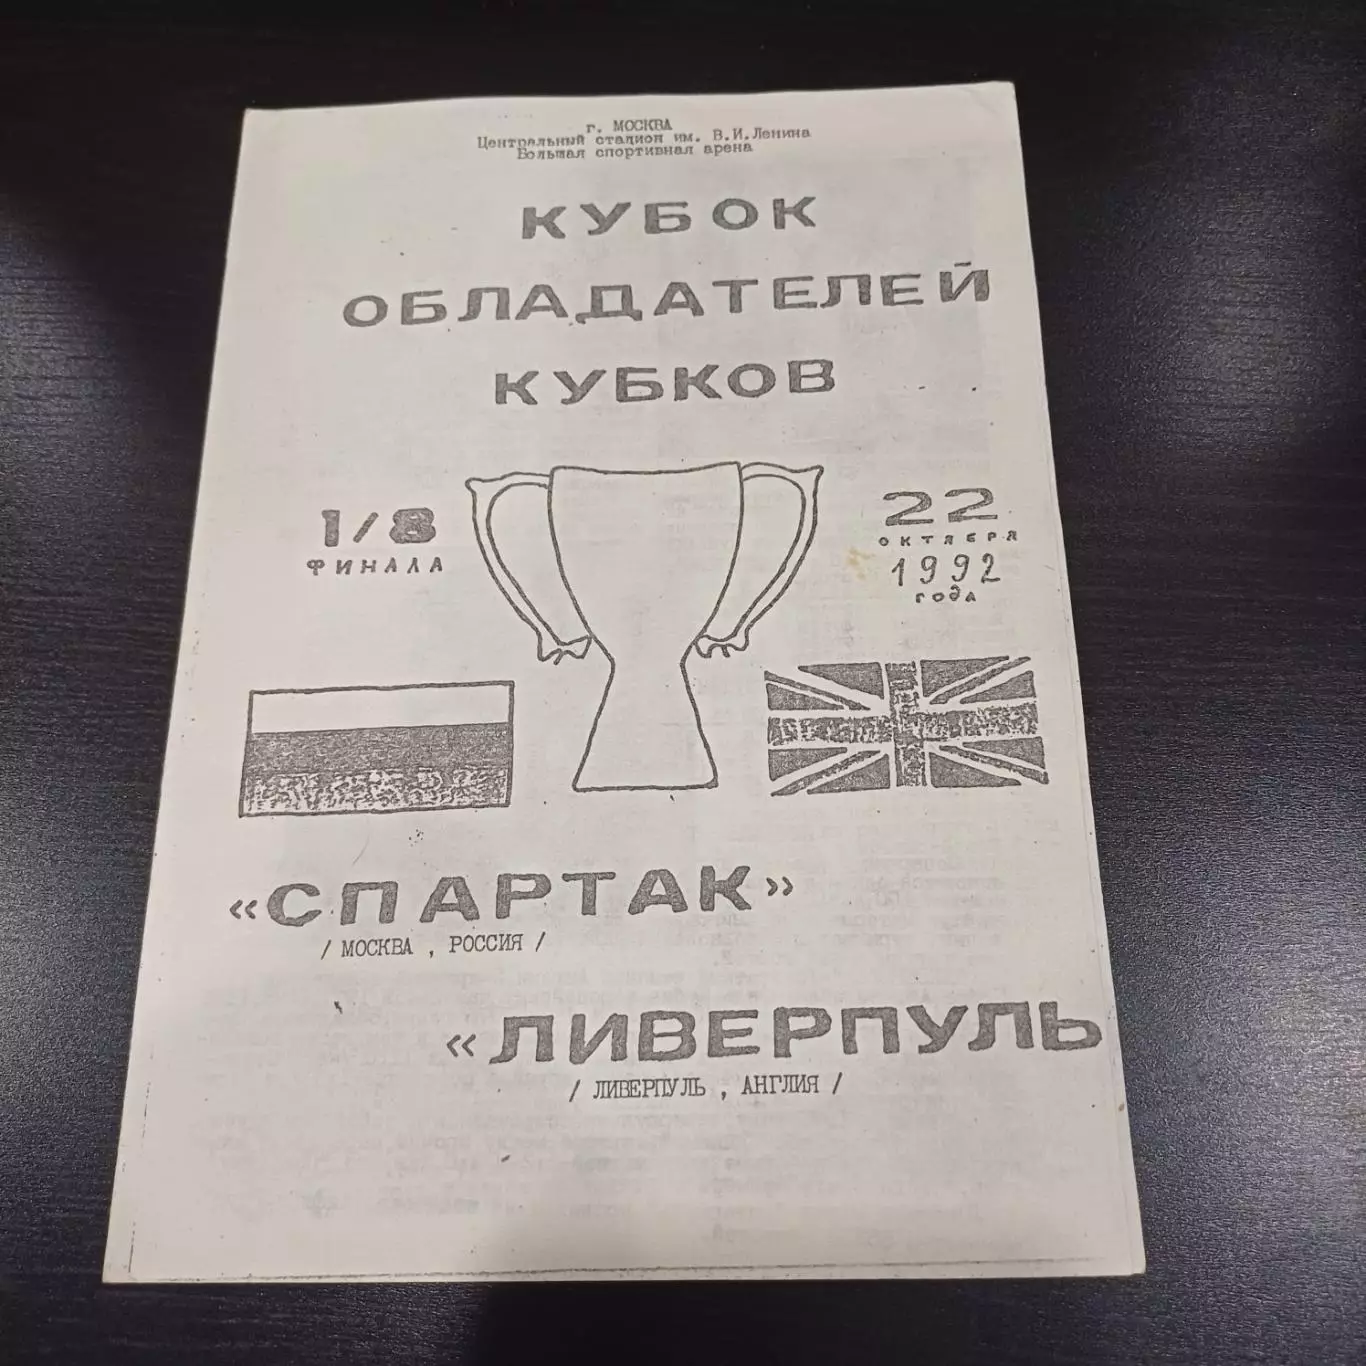 г. МОСКВА
Центральный стадион им. В.И.Ленина
Большая спортивная арена
КУБОК
ОБЛАДАТЕЛЕЙ
КУБКОВ
1/8
ФИНАЛА
22
ОКТЯБРЯ
1992
года
«СПАРТАК»
/ МОСКВА , РОССИЯ /
«ЛИВЕРПУЛЬ
/ ЛИВЕРПУЛЬ , АНГЛИЯ /